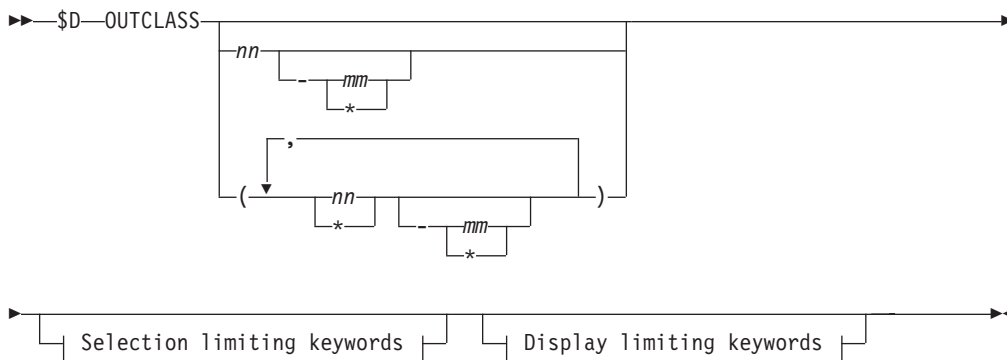 $D OUTCLASS
nn
- mm
*
,
( nn )
*
- mm
*
Selection limiting keywords Display limiting keywords